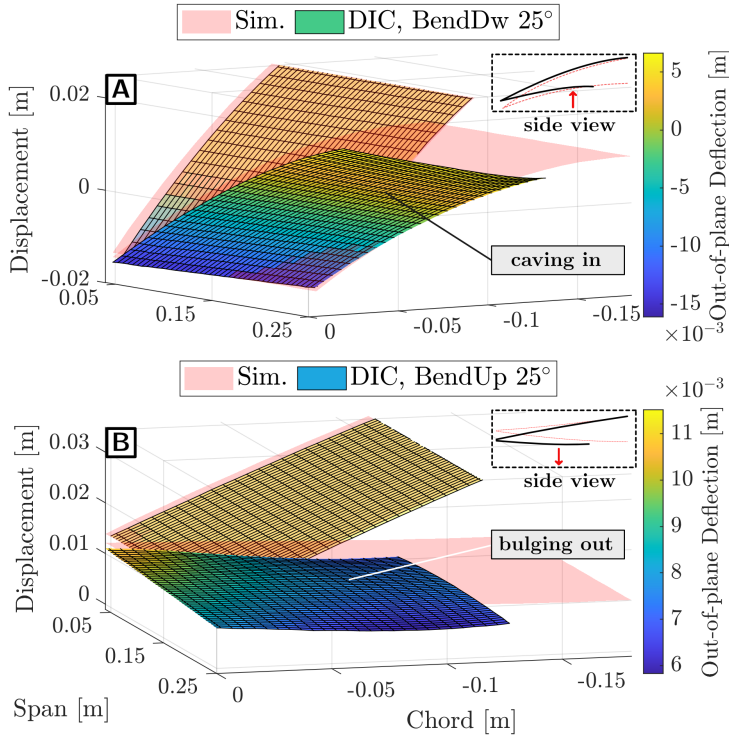 Sim. DIC, BendDw 25°
A
Displacement [m]
0.02
0
-0.02
0.05
0.15
0.25
0
-0.05
-0.1
-0.15
side view
caving in
5
0
-5
-10
-15
×10⁻³
Out-of-plane Deflection [m]
Sim. DIC, BendUp 25°
B
Displacement [m]
0.03
0.02
0.01
0
0.05
0.15
0.25
Span [m]
0
-0.05
-0.1
-0.15
Chord [m]
side view
bulging out
×10⁻³
11
10
9
8
7
6
Out-of-plane Deflection [m]